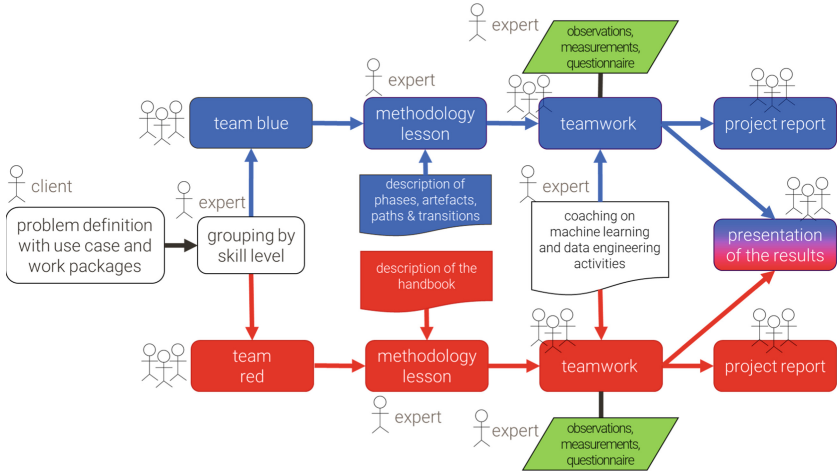 expert
observations,
measurements,
questionnaire
expert
team blue
methodology
lesson
teamwork
project report
client
expert
description of
phases, artefacts,
paths & transitions
expert
problem definition
with use case and
work packages
grouping by
skill level
coaching on
machine learning
and data engineering
activities
presentation
of the results
description of the
handbook
team
red
methodology
lesson
teamwork
project report
expert
expert
observations,
measurements,
questionnaire